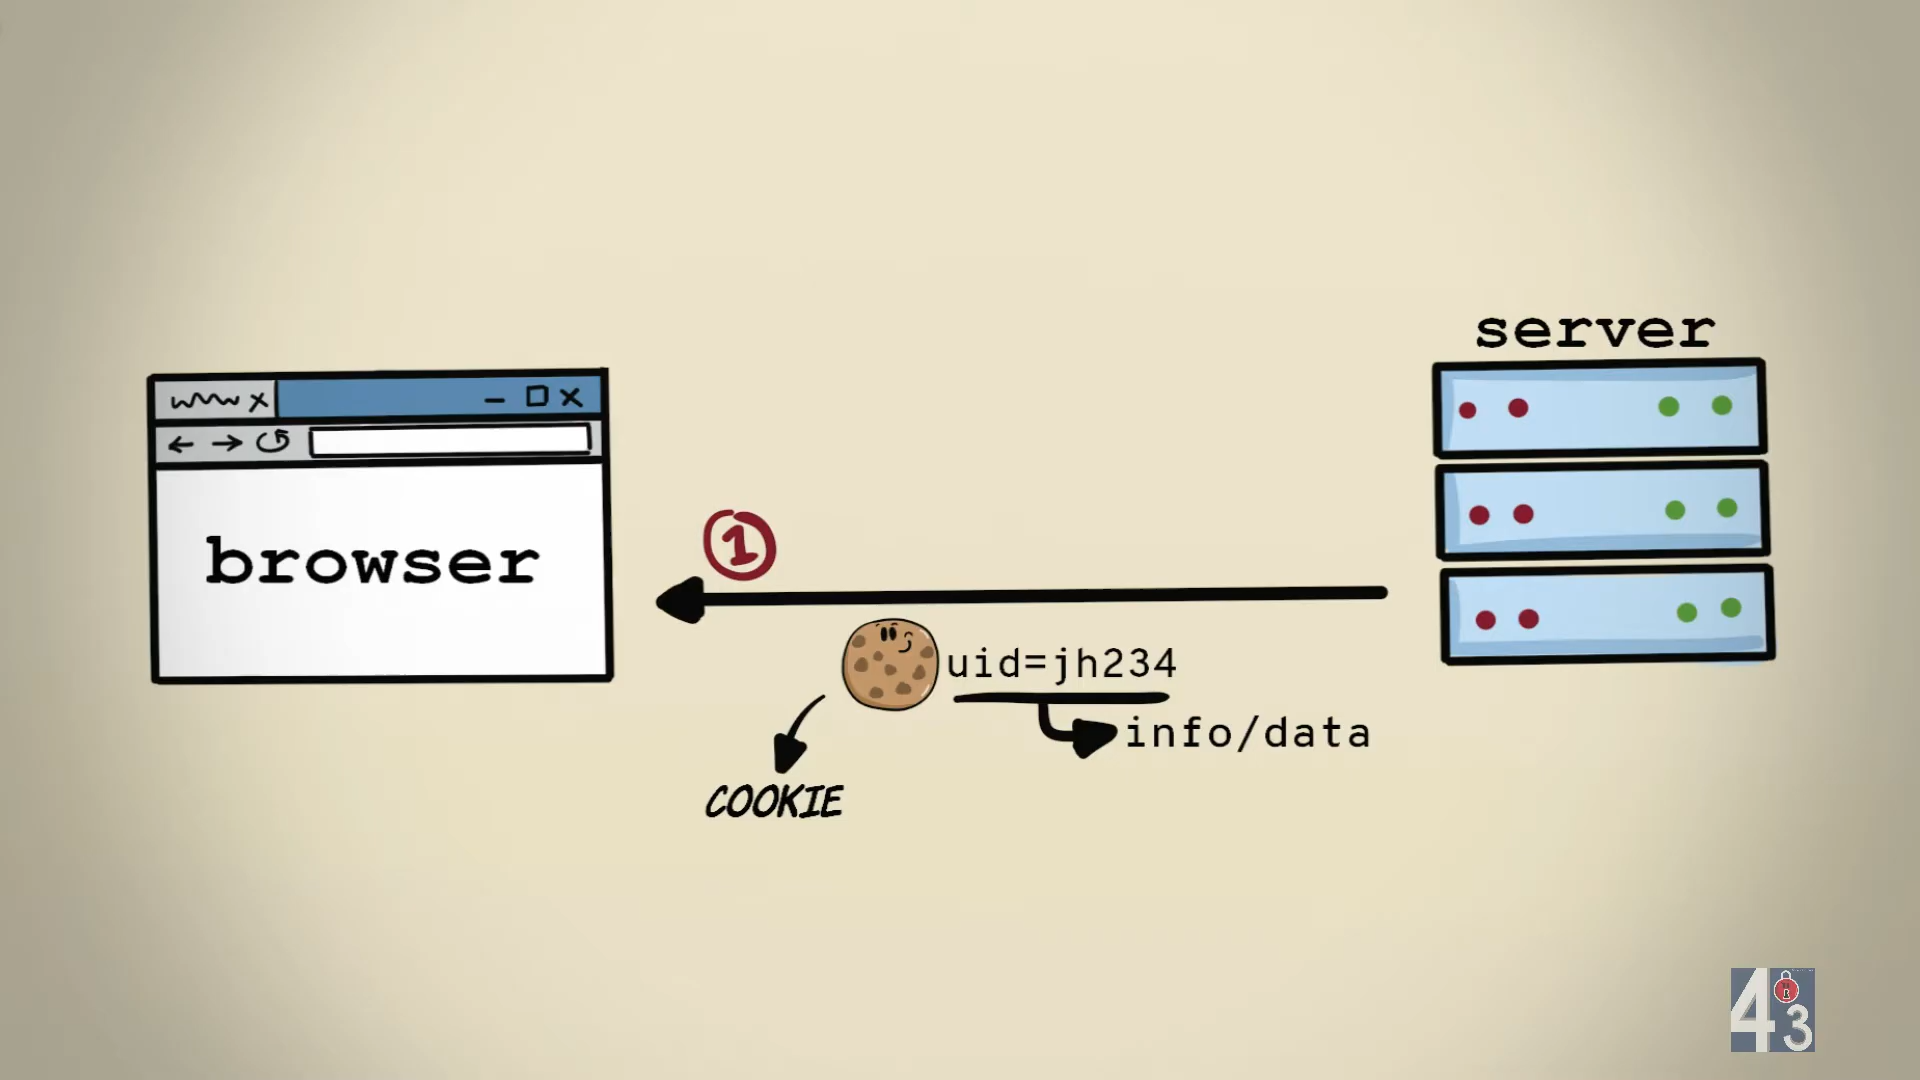 server
browser
1
uid=jh234
info/data
COOKIE
43